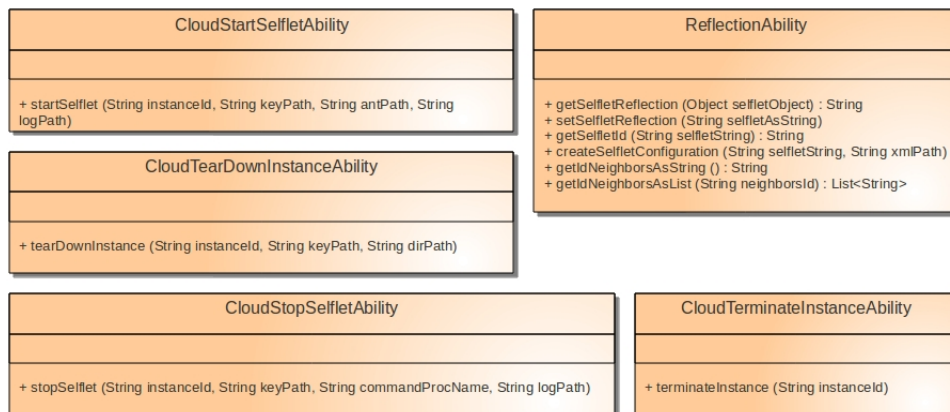 CloudStartSelfletAbility
+ startSelflet (String instanceId, String keyPath, String antPath, String
logPath)
ReflectionAbility
+ getSelfletReflection (Object selfletObject) : String
+ setSelfletReflection (String selfletAsString)
+ getSelfletId (String selfletString) : String
+ createSelfletConfiguration (String selfletString, String xmlPath)
+ getIdNeighborsAsString () : String
+ getIdNeighborsAsList (String neighborsId) : List<String>
CloudTearDownInstanceAbility
+ tearDownInstance (String instanceId, String keyPath, String dirPath)
CloudStopSelfletAbility
+ stopSelflet (String instanceId, String keyPath, String commandProcName, String logPath)
CloudTerminateInstanceAbility
+ terminateInstance (String instanceId)